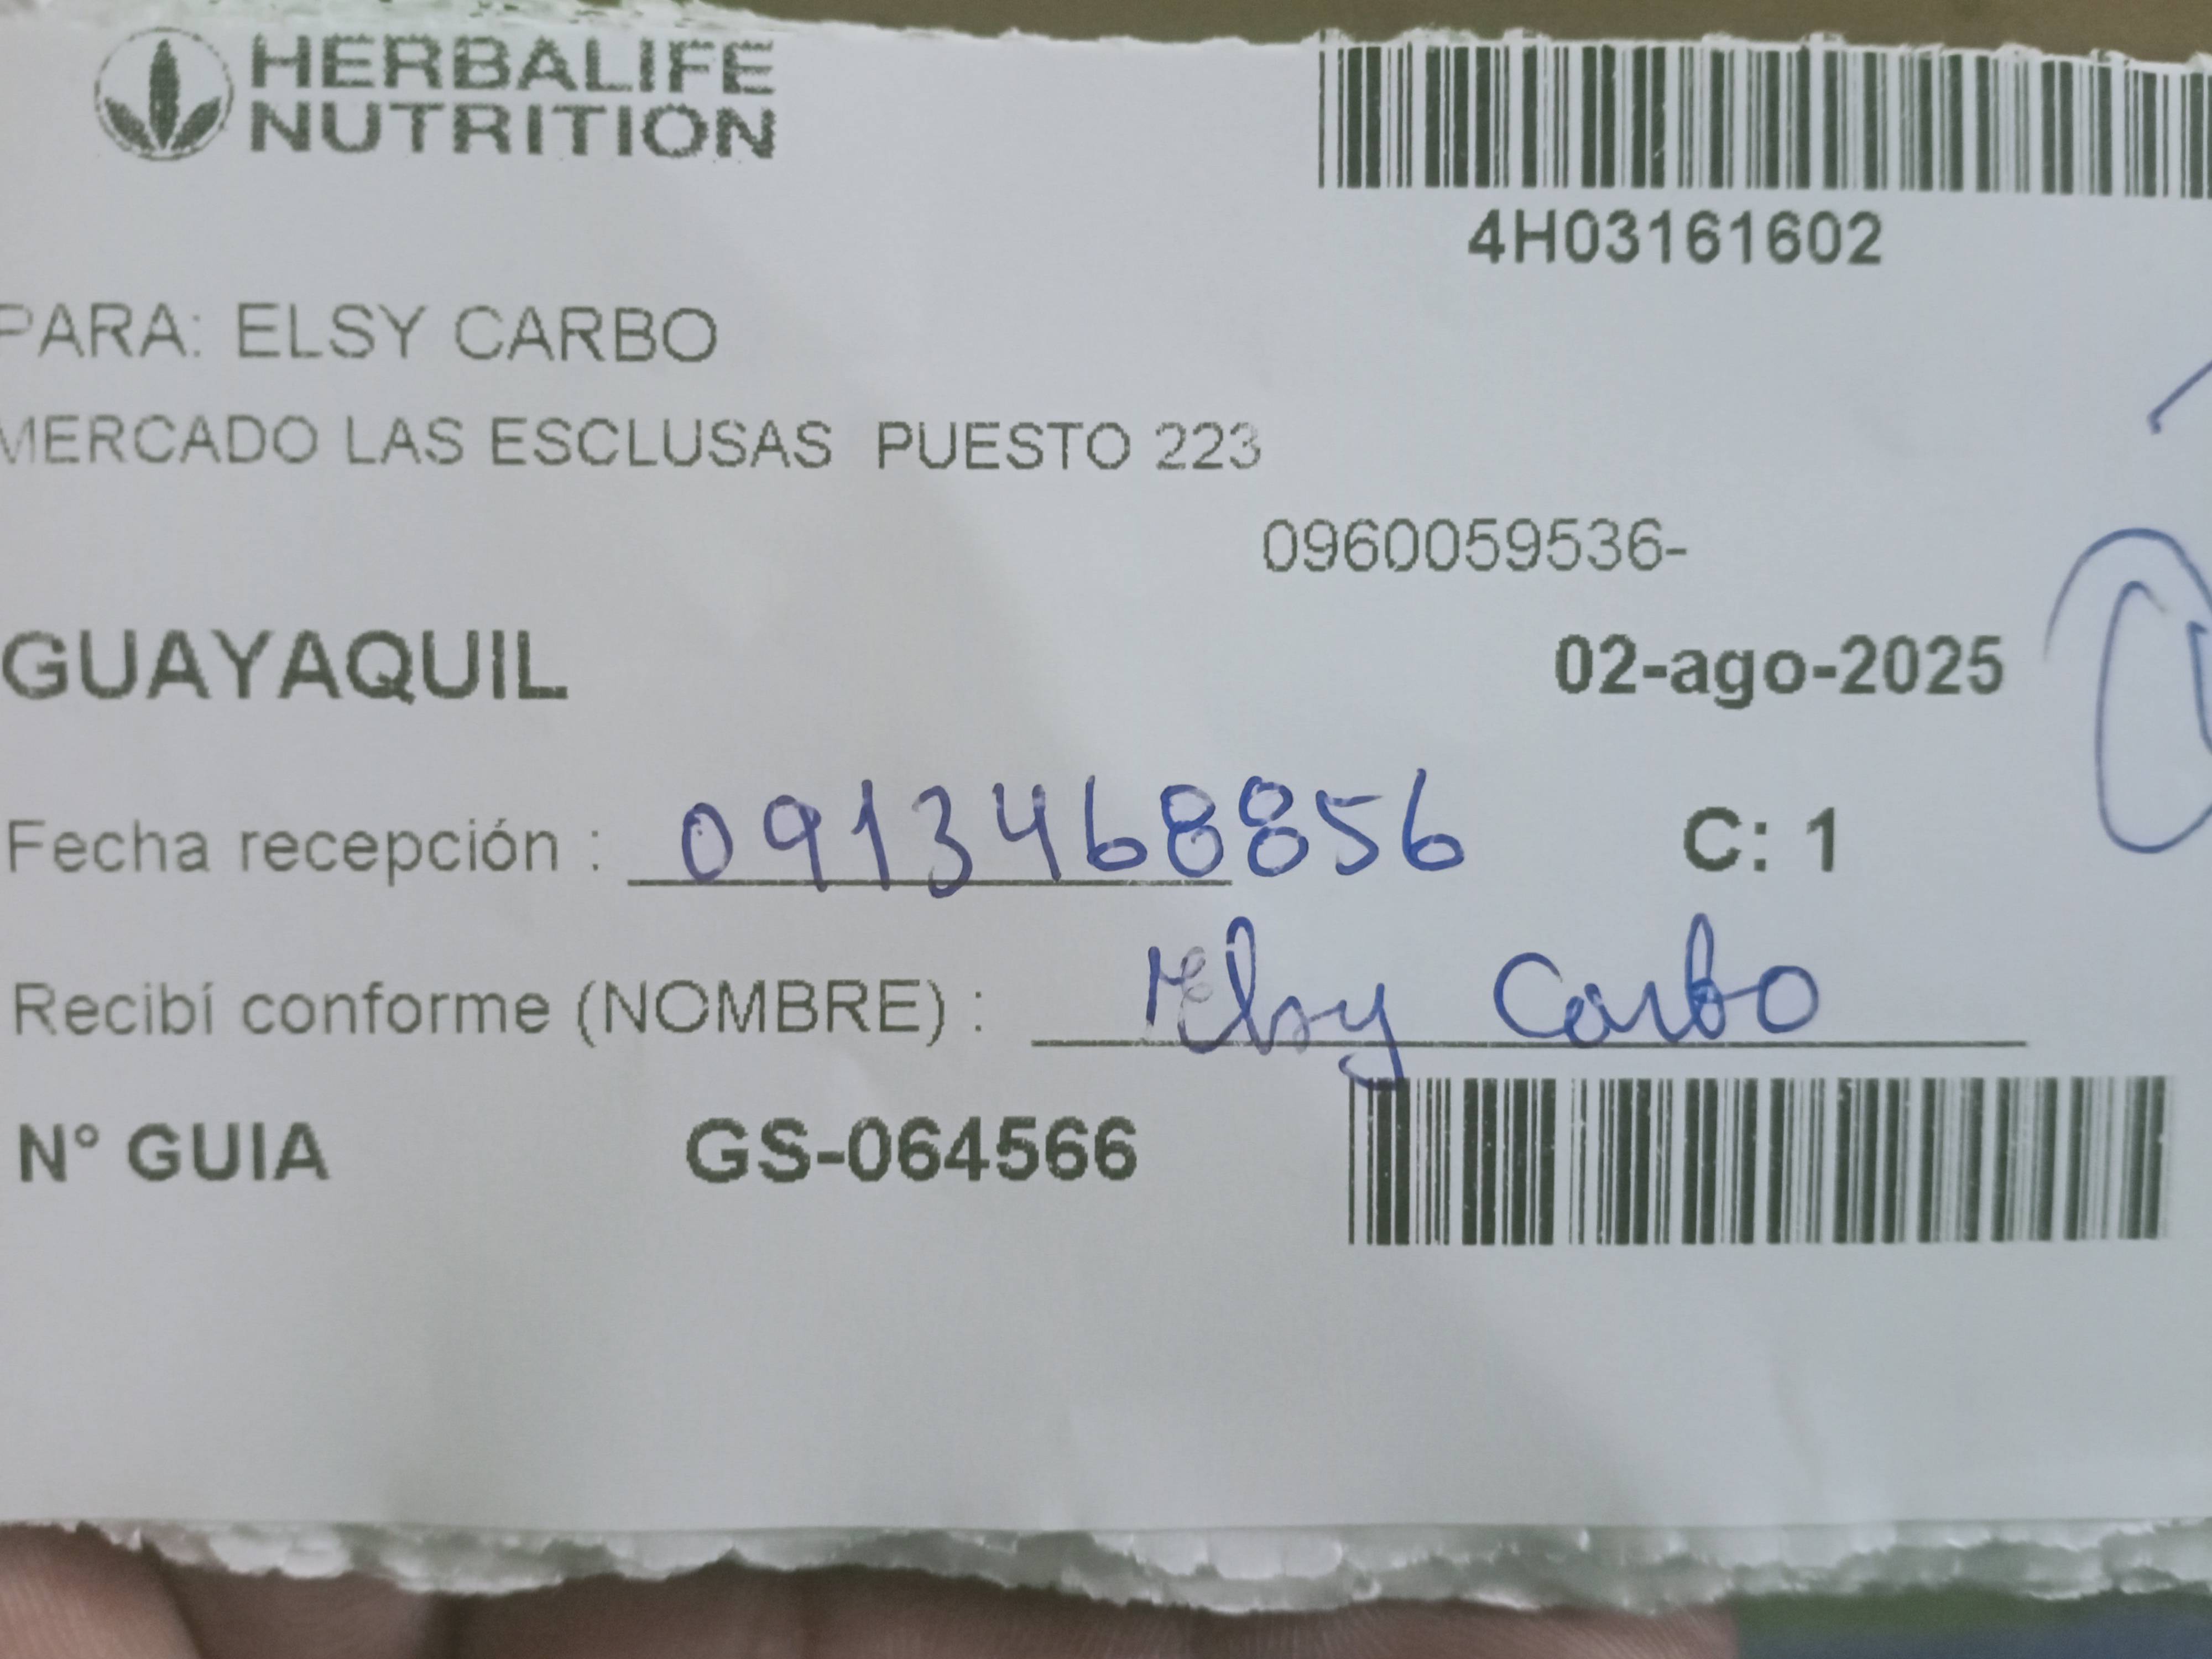 HERBALIFE
NUTRITION
4H03161602
PARA: ELSY CARBO
MERCADO LAS ESCLUSAS PUESTO 223
0960059536-
GUAYAQUIL
02-ago-2025
Fecha recepción : 0913468856
C: 1
Recibí conforme (NOMBRE) : Elsy Carbo
N° GUIA GS-064566